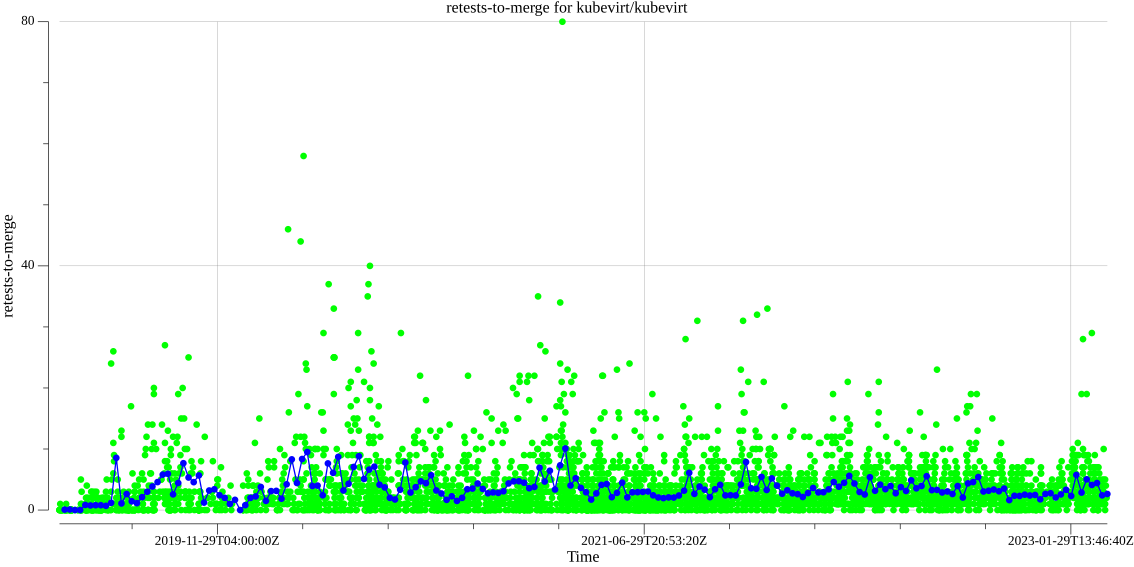 retests-to-merge for kubevirt/kubevirt
80
40
0
retests-to-merge
2019-11-29T04:00:00Z
2021-06-29T20:53:20Z
2023-01-29T13:46:40Z
Time